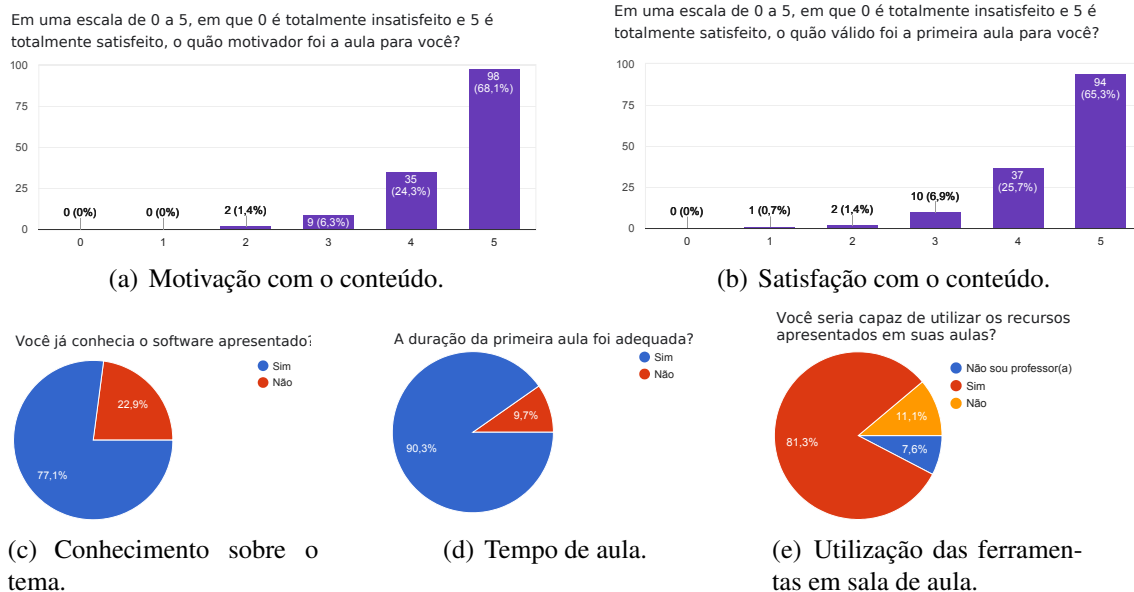 Em uma escala de 0 a 5, em que 0 é totalmente insatisfeito e 5 é
totalmente satisfeito, o quão motivador foi a aula para você?
100
75
50
25
0
0 (0%)
0 (0%)
2 (1,4%)
9 (6,3%)
35
(24,3%)
98
(68,1%)
0 1 2 3 4 5
(a) Motivação com o conteúdo.
Em uma escala de 0 a 5, em que 0 é totalmente insatisfeito e 5 é
totalmente satisfeito, o quão válido foi a primeira aula para você?
100
75
50
25
0
0 (0%)
1 (0,7%)
2 (1,4%)
10 (6,9%)
37
(25,7%)
94
(65,3%)
0 1 2 3 4 5
(b) Satisfação com o conteúdo.
Você já conhecia o software apresentado?
Sim
Não
22,9%
77,1%
(c) Conhecimento sobre o
tema.
A duração da primeira aula foi adequada?
Sim
Não
9,7%
90,3%
(d) Tempo de aula.
Você seria capaz de utilizar os recursos
apresentados em suas aulas?
Não sou professor(a)
Sim
Não
11,1%
81,3%
7,6%
(e) Utilização das ferramen-
tas em sala de aula.